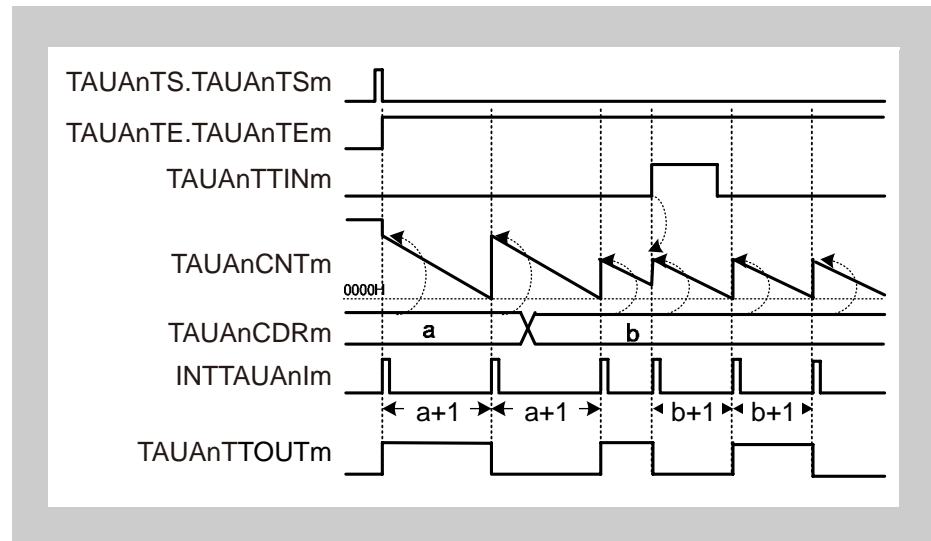 TAUAnTS.TAUAnTSm
TAUAnTE.TAUAnTEm
TAUAnTTINm
TAUAnCNTm
0000H
TAUAnCDRm
a
b
INTTAUAnIm
a+1
a+1
b+1
b+1
TAUAnTTOUTm